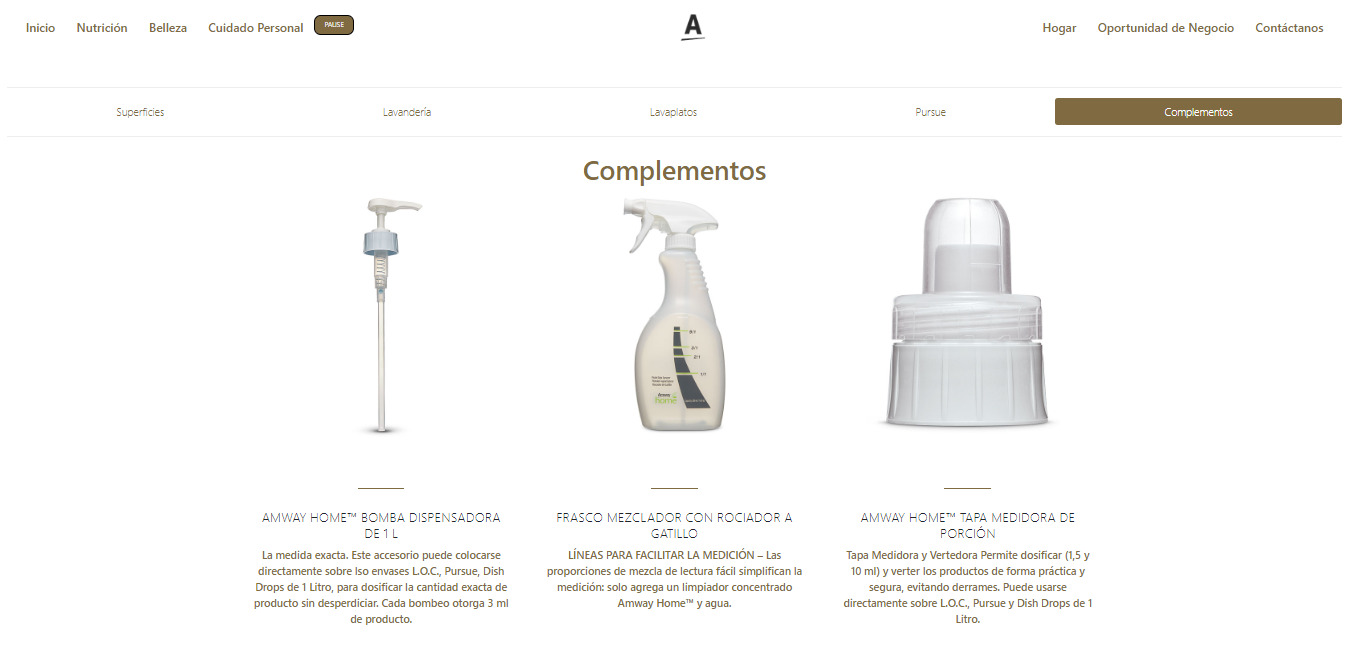 Inicio Nutrición Belleza Cuidado Personal PAUSE A Hogar Oportunidad de Negocio Contáctanos
Superficies Lavandería Lavaplatos Pursue Complementos
Complementos
Amway
home
AMWAY HOME™ BOMBA DISPENSADORA
DE 1 L
La medida exacta. Este accesorio puede colocarse
directamente sobre lso envases L.O.C., Pursue, Dish
Drops de 1 Litro, para dosificar la cantidad exacta de
producto sin desperdiciar. Cada bombeo otorga 3 ml
de producto.
FRASCO MEZCLADOR CON ROCIADOR A
GATILLO
LÍNEAS PARA FACILITAR LA MEDICIÓN – Las
proporciones de mezcla de lectura fácil simplifican la
medición: solo agrega un limpiador concentrado
Amway Home™ y agua.
AMWAY HOME™ TAPA MEDIDORA DE
PORCIÓN
Tapa Medidora y Vertedora Permite dosificar (1,5 y
10 ml) y verter los productos de forma práctica y
segura, evitando derrames. Puede usarse
directamente sobre L.O.C., Pursue y Dish Drops de 1
Litro.